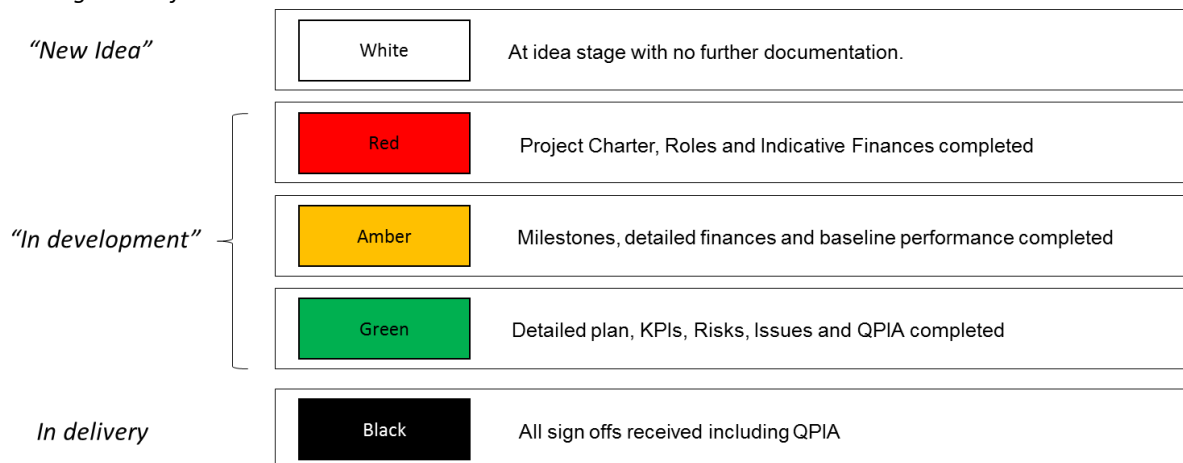 “New Idea”
White
At idea stage with no further documentation.
Red
Project Charter, Roles and Indicative Finances completed
“In development”
Amber
Milestones, detailed finances and baseline performance completed
Green
Detailed plan, KPIs, Risks, Issues and QPIA completed
In delivery
Black
All sign offs received including QPIA